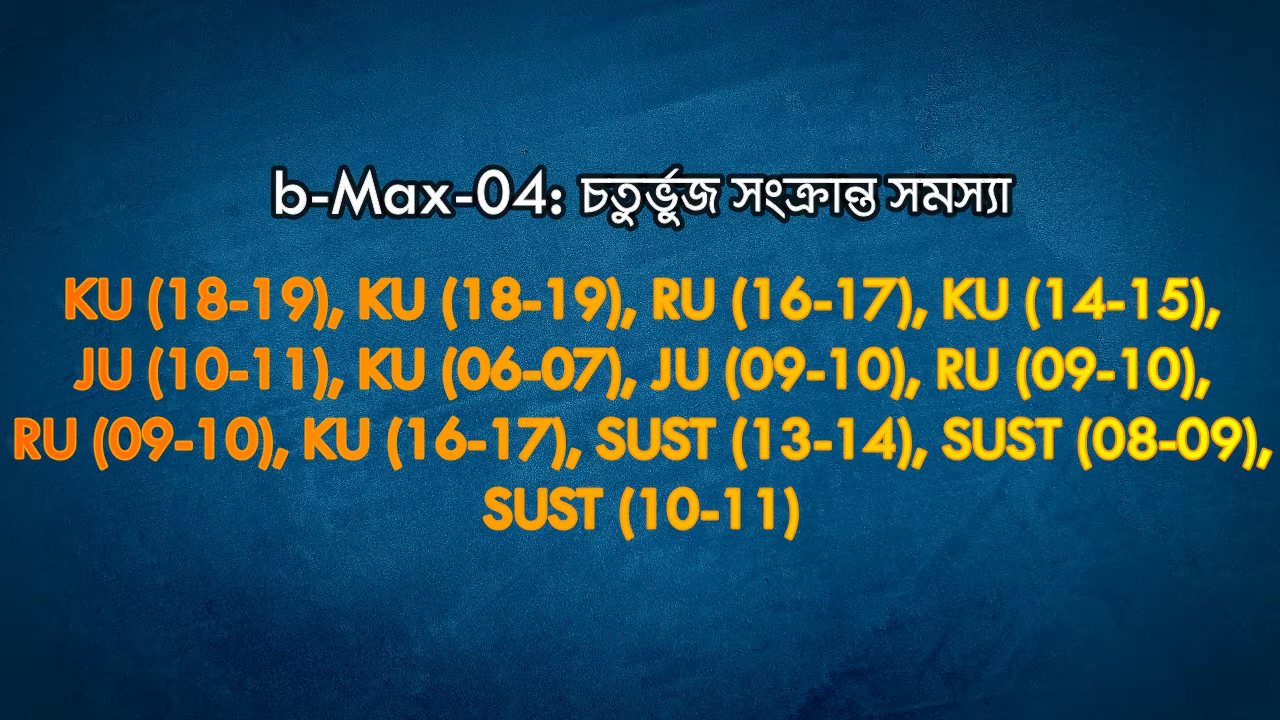 b-Max-04: চতুর্ভূজ সংক্রান্ত সমস্যা
KU (18-19), KU (18-19), RU (16-17), KU (14-15),
JU (10-11), KU (06-07), JU (09-10), RU (09-10),
RU (09-10), KU (16-17), SUST (13-14), SUST (08-09),
SUST (10-11)